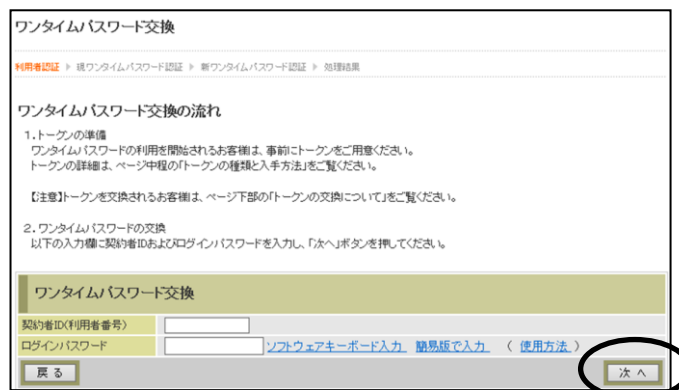 ワンタイムパスワード交換
利用者認証 > 現ワンタイムパスワード認証 > 新ワンタイムパスワード認証 > 処理結果
ワンタイムパスワード交換の流れ
1.トークンの準備
ワンタイムパスワードの利用を開始されるお客様は、事前にトークンをご用意ください。
トークンの詳細は、ページ中程の「トークンの種類と入手方法」をご覧ください。
【注意】トークンを交換されるお客様は、ページ下部の「トークンの交換について」をご覧ください。
2.ワンタイムパスワードの交換
以下の入力欄に契約者IDおよびログインパスワードを入力し、「次へ」ボタンを押してください。
ワンタイムパスワード交換
契約者ID(利用者番号)
ログインパスワード ソフトウェアキーボード入力 簡易版で入力 ( 使用方法 )
戻る 次へ